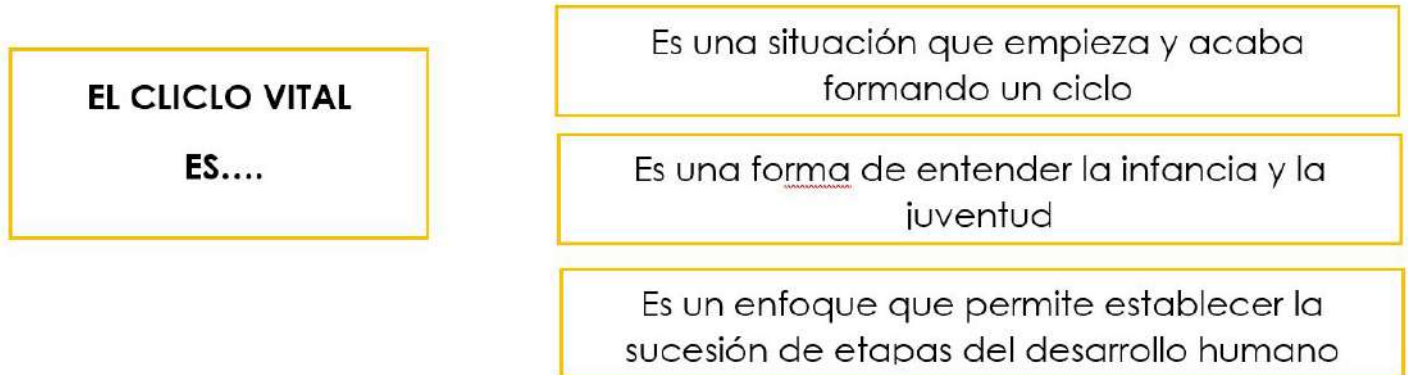 EL CLICLO VITAL
ES....
Es una situación que empieza y acaba
formando un ciclo
Es una forma de entender la infancia y la
juventud
Es un enfoque que permite establecer la
sucesión de etapas del desarrollo humano